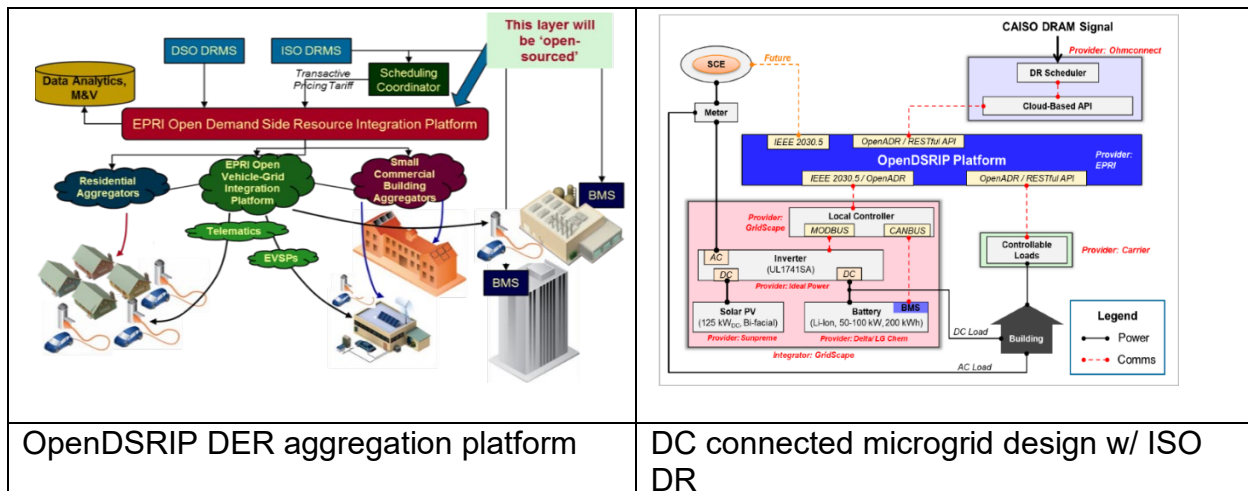 This layer will
be 'open-
sourced'
DSO DRMS
ISO DRMS
Data Analytics,
M&V
Transactive
Pricing Tariff
Scheduling
Coordinator
EPRI Open Demand Side Resource Integration Platform
Residential
Aggregators
EPRI Open
Vehicle-Grid
Integration
Platform
Small
Commercial
Building
Aggregators
BMS
Telematics
EVSPs
BMS
OpenDSRIP DER aggregation platform
CAISO DRAM Signal
Provider: Ohmconnect
SCE
Future
DR Scheduler
Cloud-Based API
Meter
IEEE 2030.5
OpenADR / RESTful API
OpenDSRIP Platform
Provider:
EPRI
IEEE 2030.5 / OpenADR
OpenADR / RESTful API
Provider:
GridScape
Local Controller
MODBUS
CANBUS
AC
Inverter
(UL1741SA)
DC
DC
Provider: Ideal Power
Controllable
Loads
Provider: Carrier
Solar PV
(125 kWDC, Bi-facial)
Provider: Sunpreme
Battery
BMS
(Li-Ion, 50-100 kW, 200 kWh)
Provider: Delta/ LG Chem
Integrator: GridScape
DC Load
Building
AC Load
Legend
Power
Comms
DC connected microgrid design w/ ISO
DR